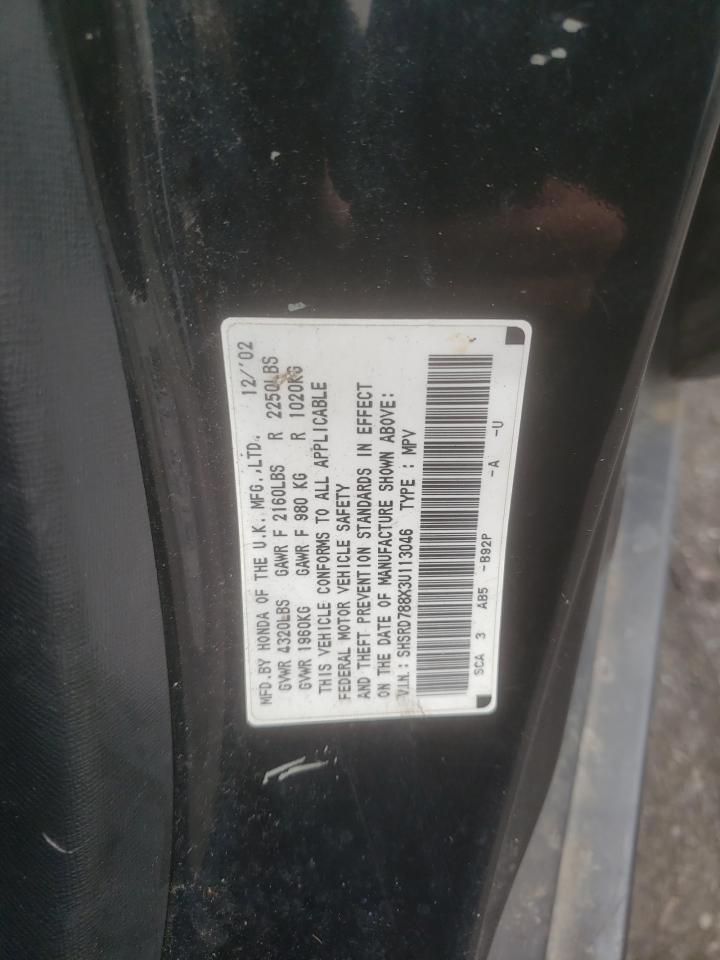 MFD.BY HONDA OF THE U.K. MFG.,LTD. 12/'02
GVWR 4320LBS GAWR F 2160LBS R 2250LBS
GVWR 1960KG GAWR F 980 KG R 1020KG
THIS VEHICLE CONFORMS TO ALL APPLICABLE
FEDERAL MOTOR VEHICLE SAFETY
AND THEFT PREVENTION STANDARDS IN EFFECT
ON THE DATE OF MANUFACTURE SHOWN ABOVE:
V.I.N.: SHSRD788X3U113046 TYPE : MPV
SCA 3 AB5 -B92P -A -U